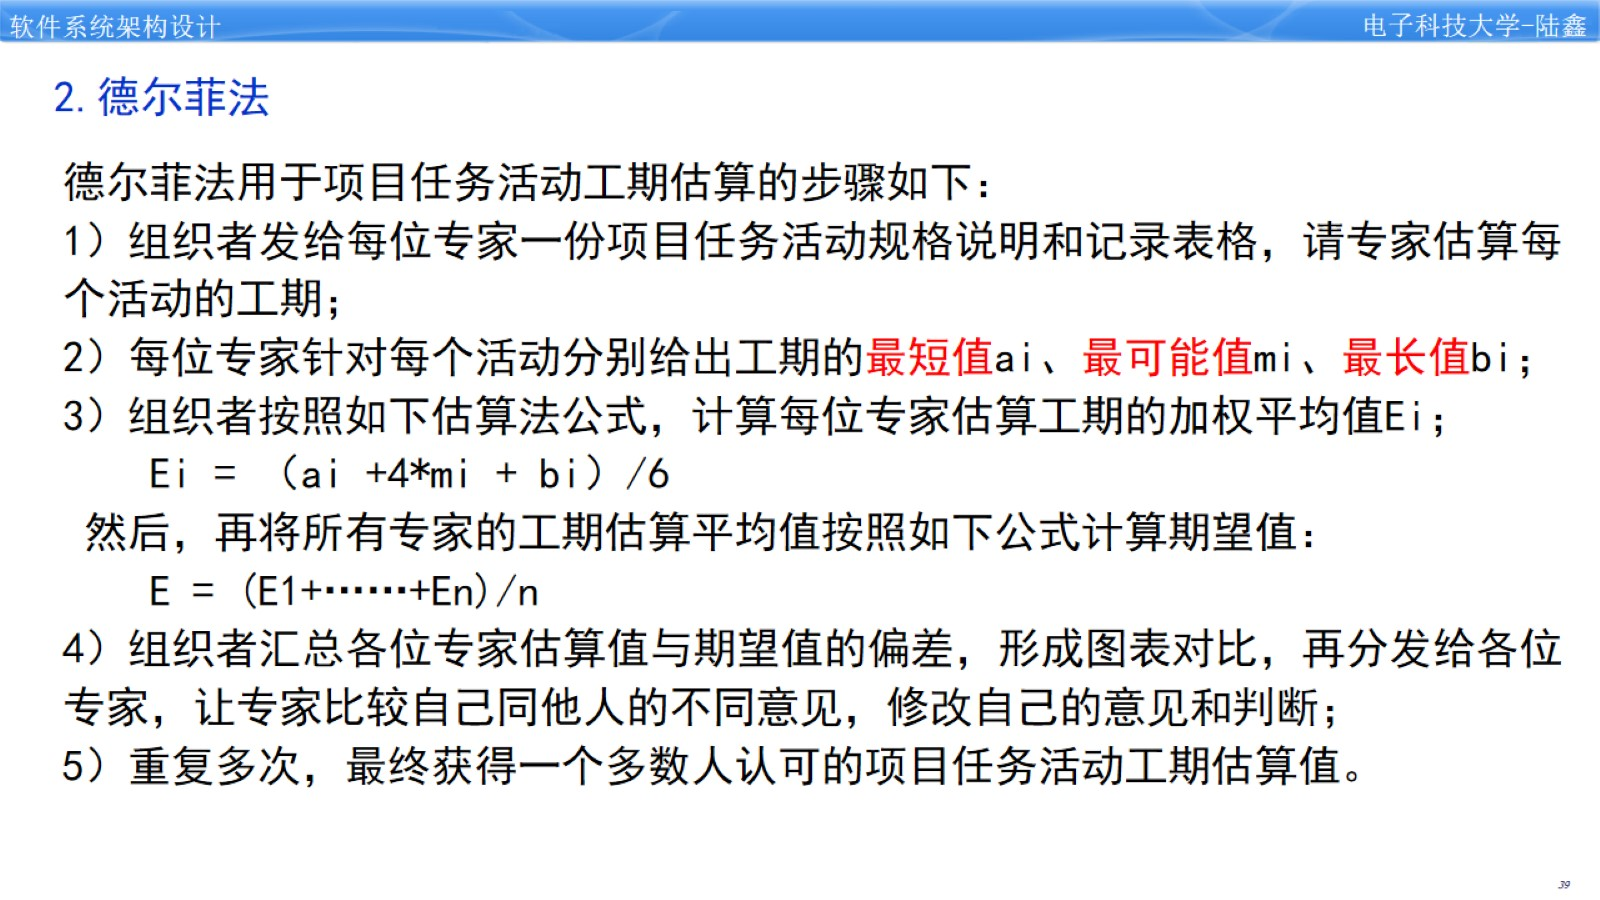 软件系统架构设计
电子科技大学-陆鑫
2.德尔菲法
德尔菲法用于项目任务活动工期估算的步骤如下：
1）组织者发给每位专家一份项目任务活动规格说明和记录表格，请专家估算每
个活动的工期；
2）每位专家针对每个活动分别给出工期的最短值ai、最可能值mi、最长值bi；
3）组织者按照如下估算法公式，计算每位专家估算工期的加权平均值Ei；
Ei = （ai +4*mi + bi）/6
然后，再将所有专家的工期估算平均值按照如下公式计算期望值：
E = (E1+……+En)/n
4）组织者汇总各位专家估算值与期望值的偏差，形成图表对比，再分发给各位
专家，让专家比较自己同他人的不同意见，修改自己的意见和判断；
5）重复多次，最终获得一个多数人认可的项目任务活动工期估算值。
39